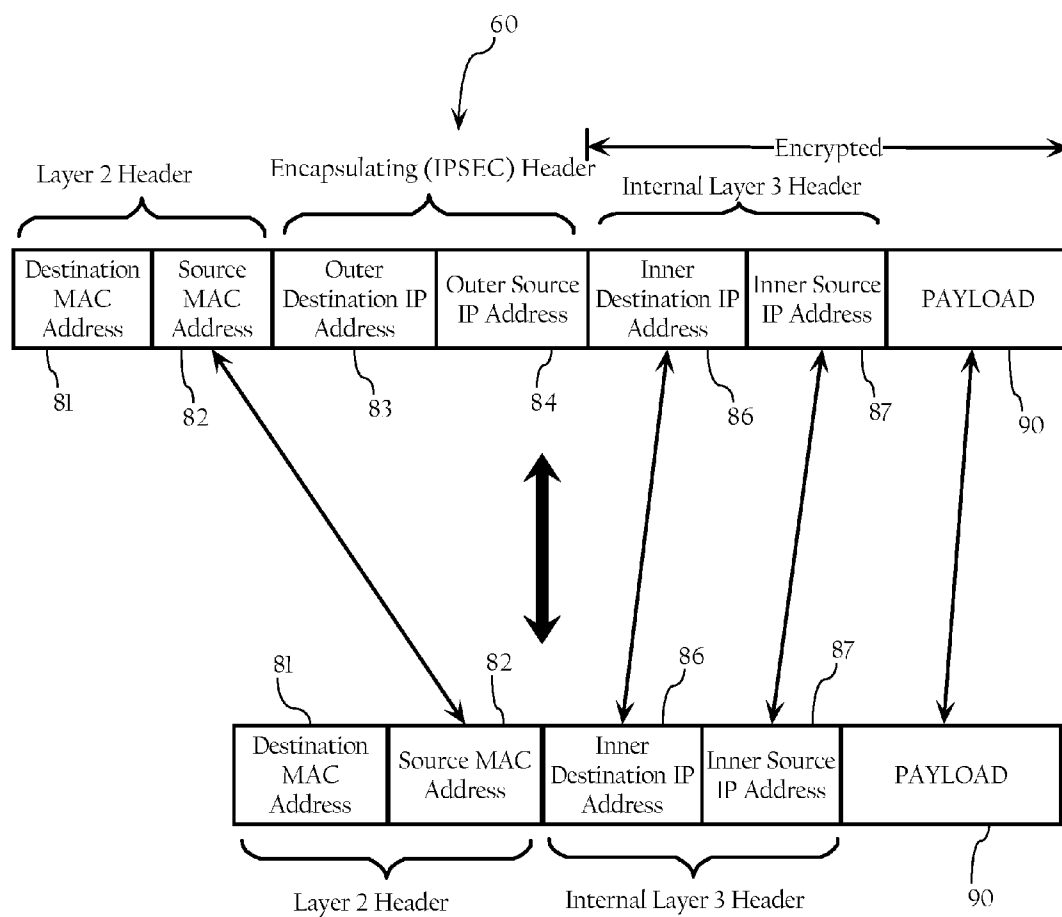 60
Layer 2 Header
Encapsulating (IPSEC) Header
Encrypted
Internal Layer 3 Header
Destination
MAC
Address
Source
MAC
Address
Outer
Destination IP
Address
Outer Source
IP Address
Inner
Destination IP
Address
Inner Source
IP Address
PAYLOAD
81
82
83
84
86
87
90
81
82
86
87
Destination
MAC
Address
Source MAC
Address
Inner
Destination IP
Address
Inner Source
IP Address
PAYLOAD
Layer 2 Header
Internal Layer 3 Header
90